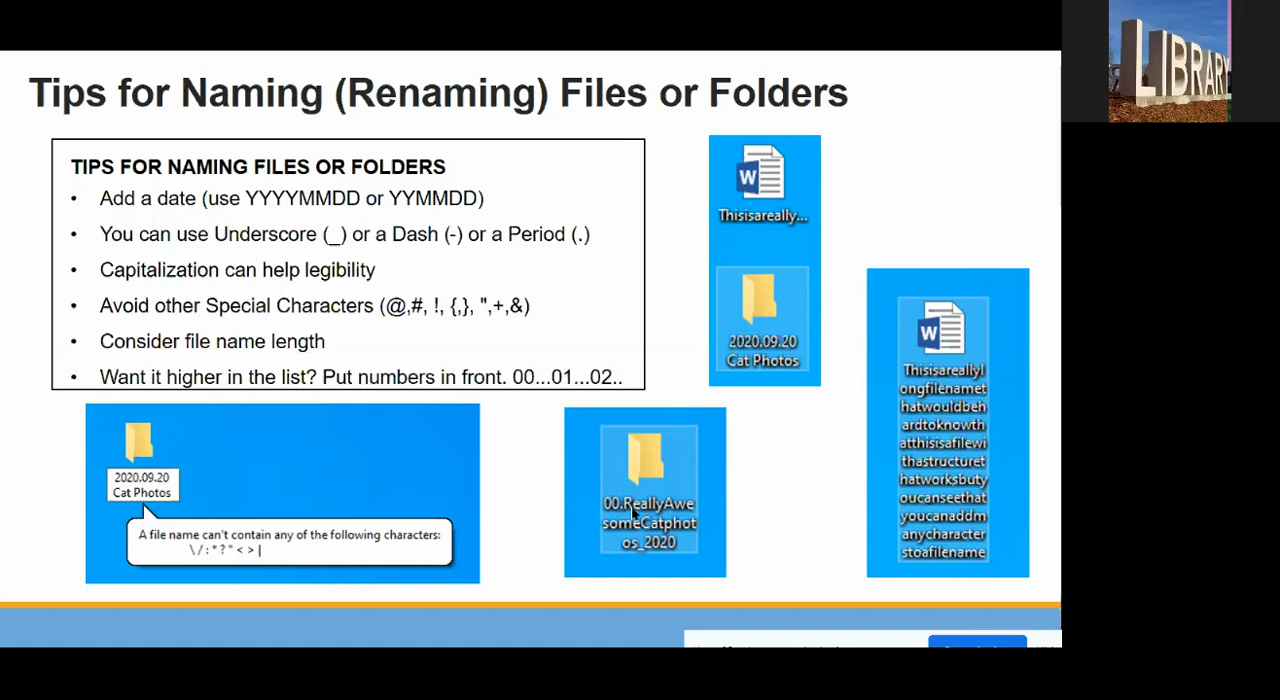 Tips for Naming (Renaming) Files or Folders
TIPS FOR NAMING FILES OR FOLDERS
• Add a date (use YYYYMMDD or YYMMDD)
• You can use Underscore (_) or a Dash (-) or a Period (.)
• Capitalization can help legibility
• Avoid other Special Characters (@,#, !, {,}, ",+,&)
• Consider file name length
• Want it higher in the list? Put numbers in front. 00...01...02..
Thisisareally...
2020.09.20
Cat Photos
2020.09.20
Cat Photos
A file name can't contain any of the following characters:
\ / : * ? " < > |
00.ReallyAwe
someCatphot
os_2020
Thisisareallyl
ongfilenamet
hatwouldbeh
ardtoknowth
atthisisafilewi
thastructuret
hatworksbuty
oucanseethat
youcanaddm
anycharacter
stoafilename
LIBRARY